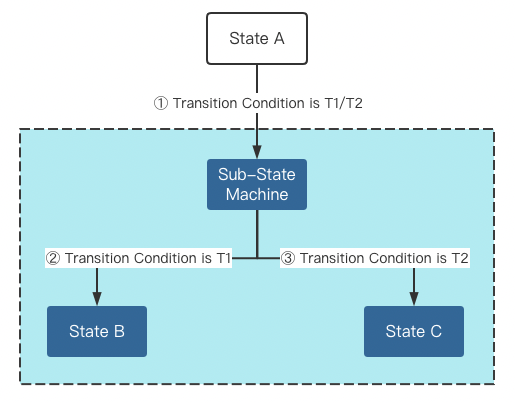 State A
① Transition Condition is T1/T2
Sub-State
Machine
② Transition Condition is T1
③ Transition Condition is T2
State B
State C